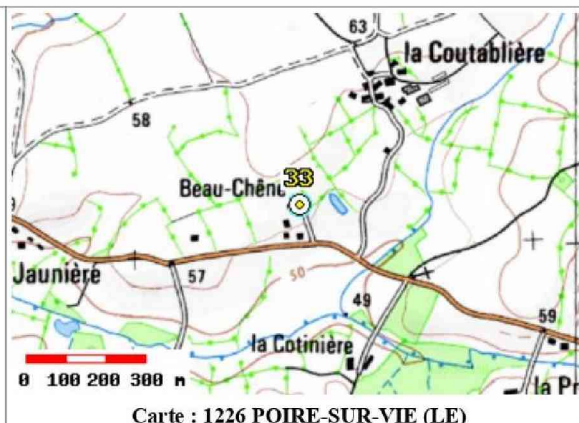 63
la Coutablière
58
Beau-Chêne
33
9
Jaunière
57
50
49
59
la Cotinière
0 100 200 300 m
la Pr
Carte : 1226 POIRE-SUR-VIE (LE)